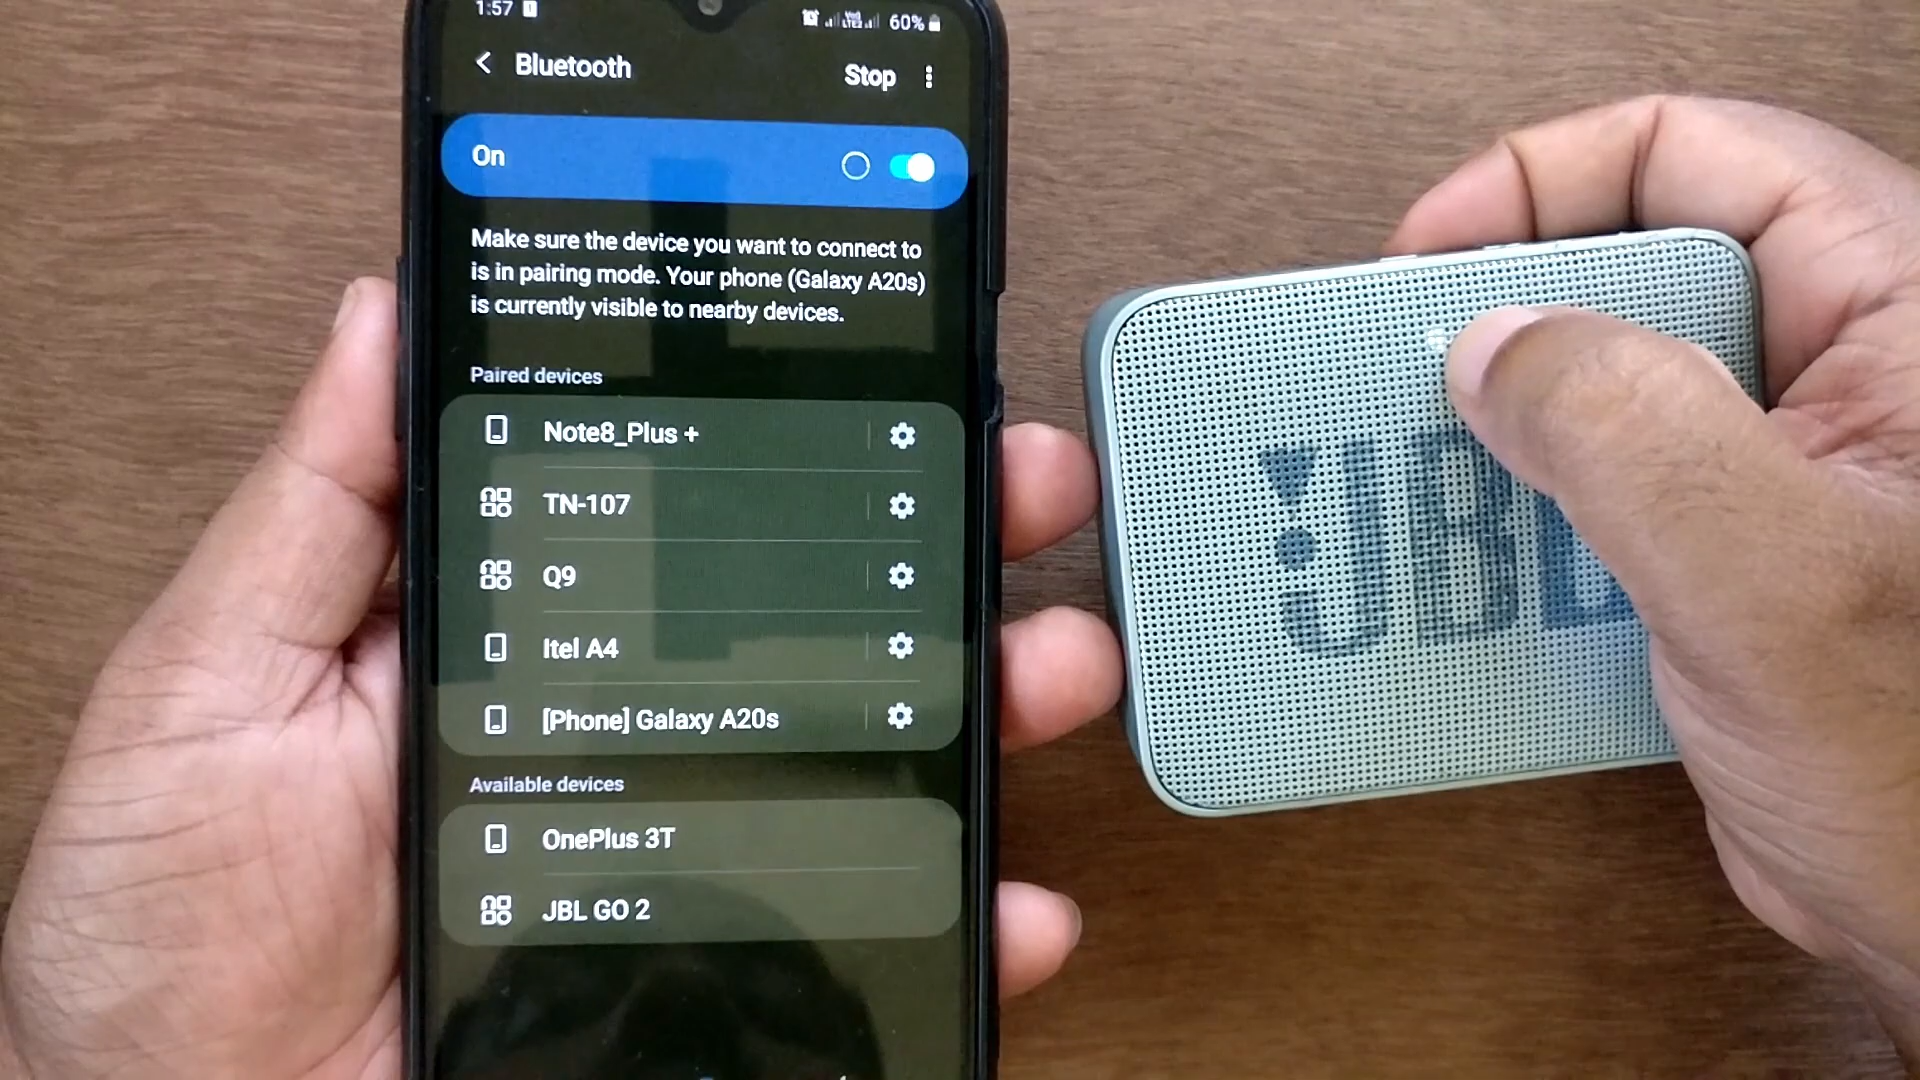 1:57
60%
Bluetooth
Stop
On
Make sure the device you want to connect to
is in pairing mode. Your phone (Galaxy A20s)
is currently visible to nearby devices.
Paired devices
Note8_Plus +
TN-107
Q9
Itel A4
[Phone] Galaxy A20s
Available devices
OnePlus 3T
JBL GO 2
JBL